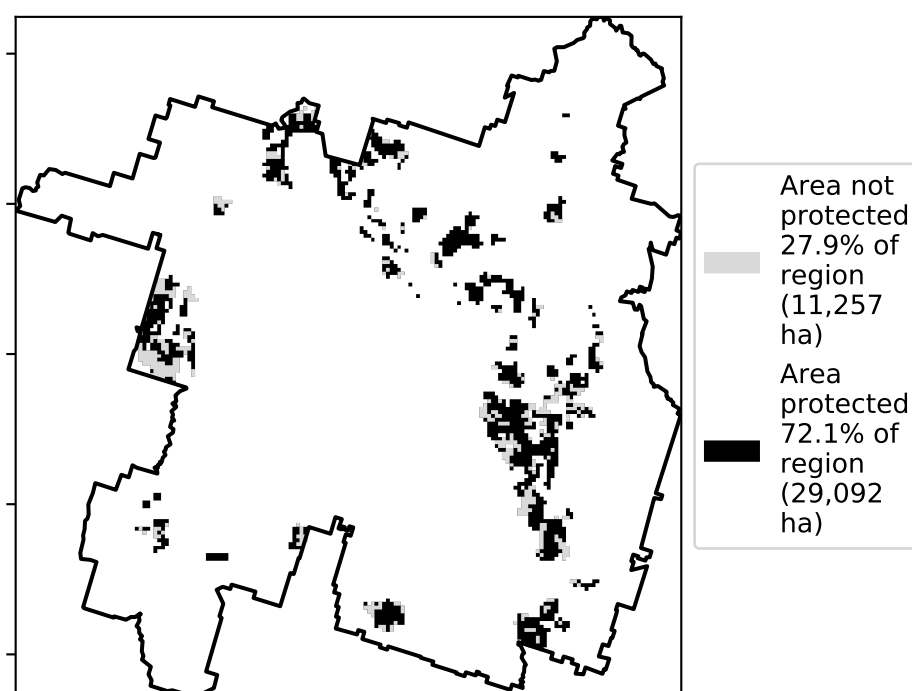 Area not
protected
27.9% of
region
(11,257
ha)
Area
protected
72.1% of
region
(29,092
ha)